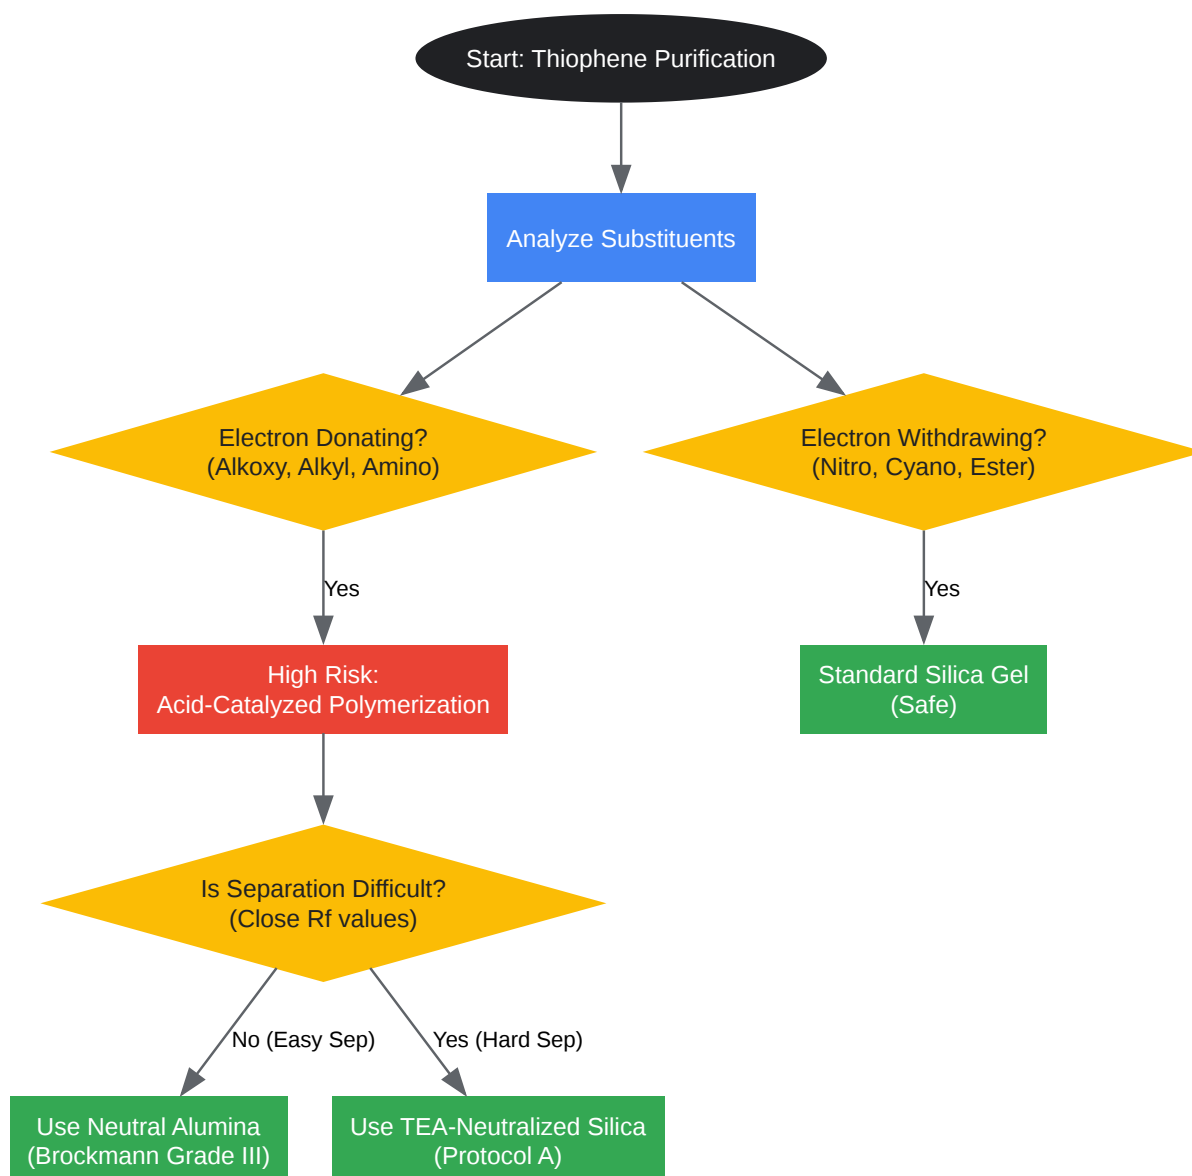 Start: Thiophene Purification
Analyze Substituents
Electron Donating?
(Alkoxy, Alkyl, Amino)
Electron Withdrawing?
(Nitro, Cyano, Ester)
Yes
Yes
High Risk:
Acid-Catalyzed Polymerization
Standard Silica Gel
(Safe)
Is Separation Difficult?
(Close Rf values)
No (Easy Sep)
Yes (Hard Sep)
Use Neutral Alumina
(Brockmann Grade III)
Use TEA-Neutralized Silica
(Protocol A)